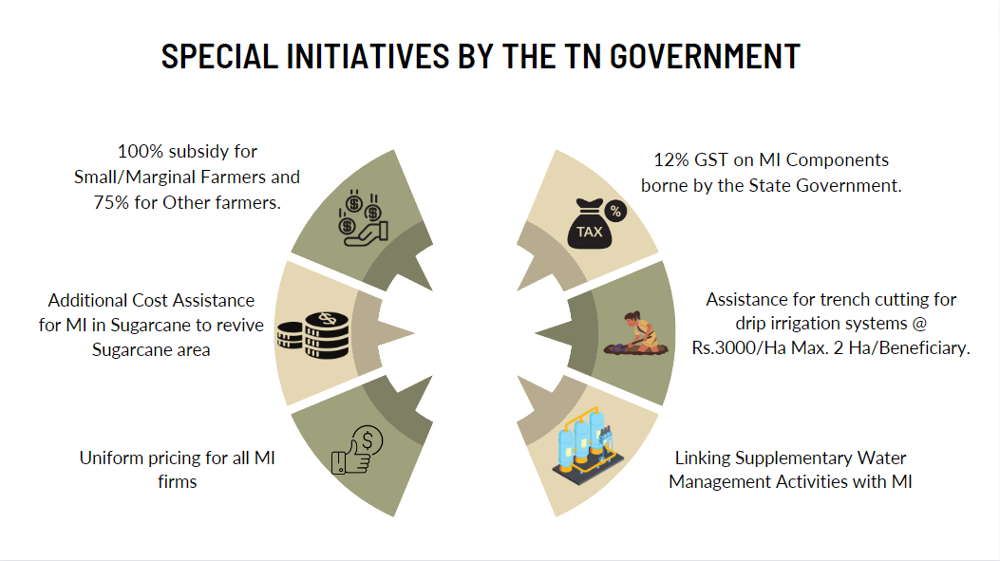 SPECIAL INITIATIVES BY THE TN GOVERNMENT
100% subsidy for
Small/Marginal Farmers and
75% for Other farmers.
Additional Cost Assistance
for MI in Sugarcane to revive
Sugarcane area
Uniform pricing for all MI
firms
12% GST on MI Components
borne by the State Government.
Assistance for trench cutting for
drip irrigation systems @
Rs.3000/Ha Max. 2 Ha/Beneficiary.
Linking Supplementary Water
Management Activities with MI
$
$
$
$
$
%
TAX